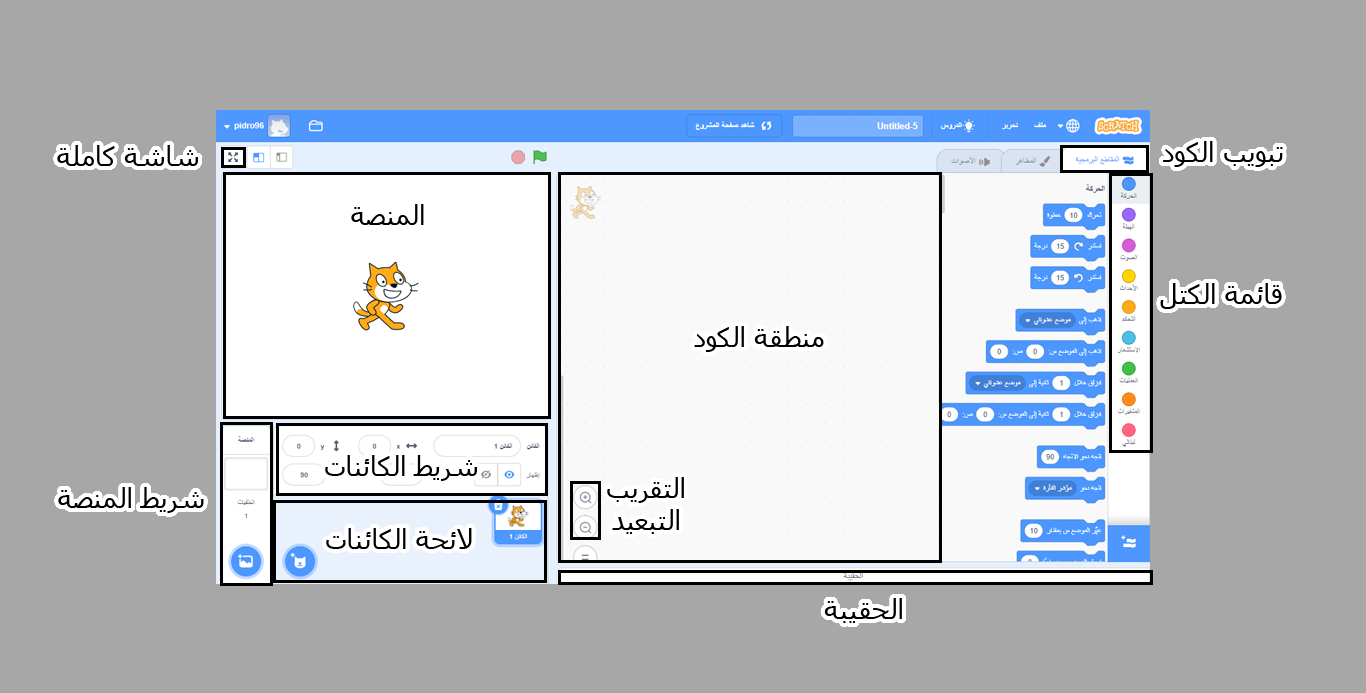 SCRATCH
ملف
تحرير
الدروس
Untitled-5
شاهد صفحة المشروع
pidro96
تبويب الكود
المقاطع البرمجية
المظاهر
الأصوات
شاشة كاملة
قائمة الكتل
الحركة
الهيئة
الصوت
الأحداث
التحكم
الاستشعار
العمليات
المتغيرات
لبناتي
الحركة
تحرك 10 خطوة
استدر 15 درجة
استدر 15 درجة
اذهب إلى موضع عشوائي
اذهب إلى الموضع س: 0 ص: 0
انزلق خلال 1 ثانية إلى موضع عشوائي
انزلق خلال 1 ثانية إلى الموضع س: 0 ص: 0
اتجه نحو الاتجاه 90
اتجه نحو مؤشر الفأرة
غيّر الموضع س بمقدار 10
منطقة الكود
التقريب
التبعيد
المنصة
الكائن
الكائن 1
x 0
y 0
إظهار
90
شريط الكائنات
لائحة الكائنات
الكائن 1
شريط المنصة
المنصة
الخلفيات
1
الحقيبة
الحقيبة